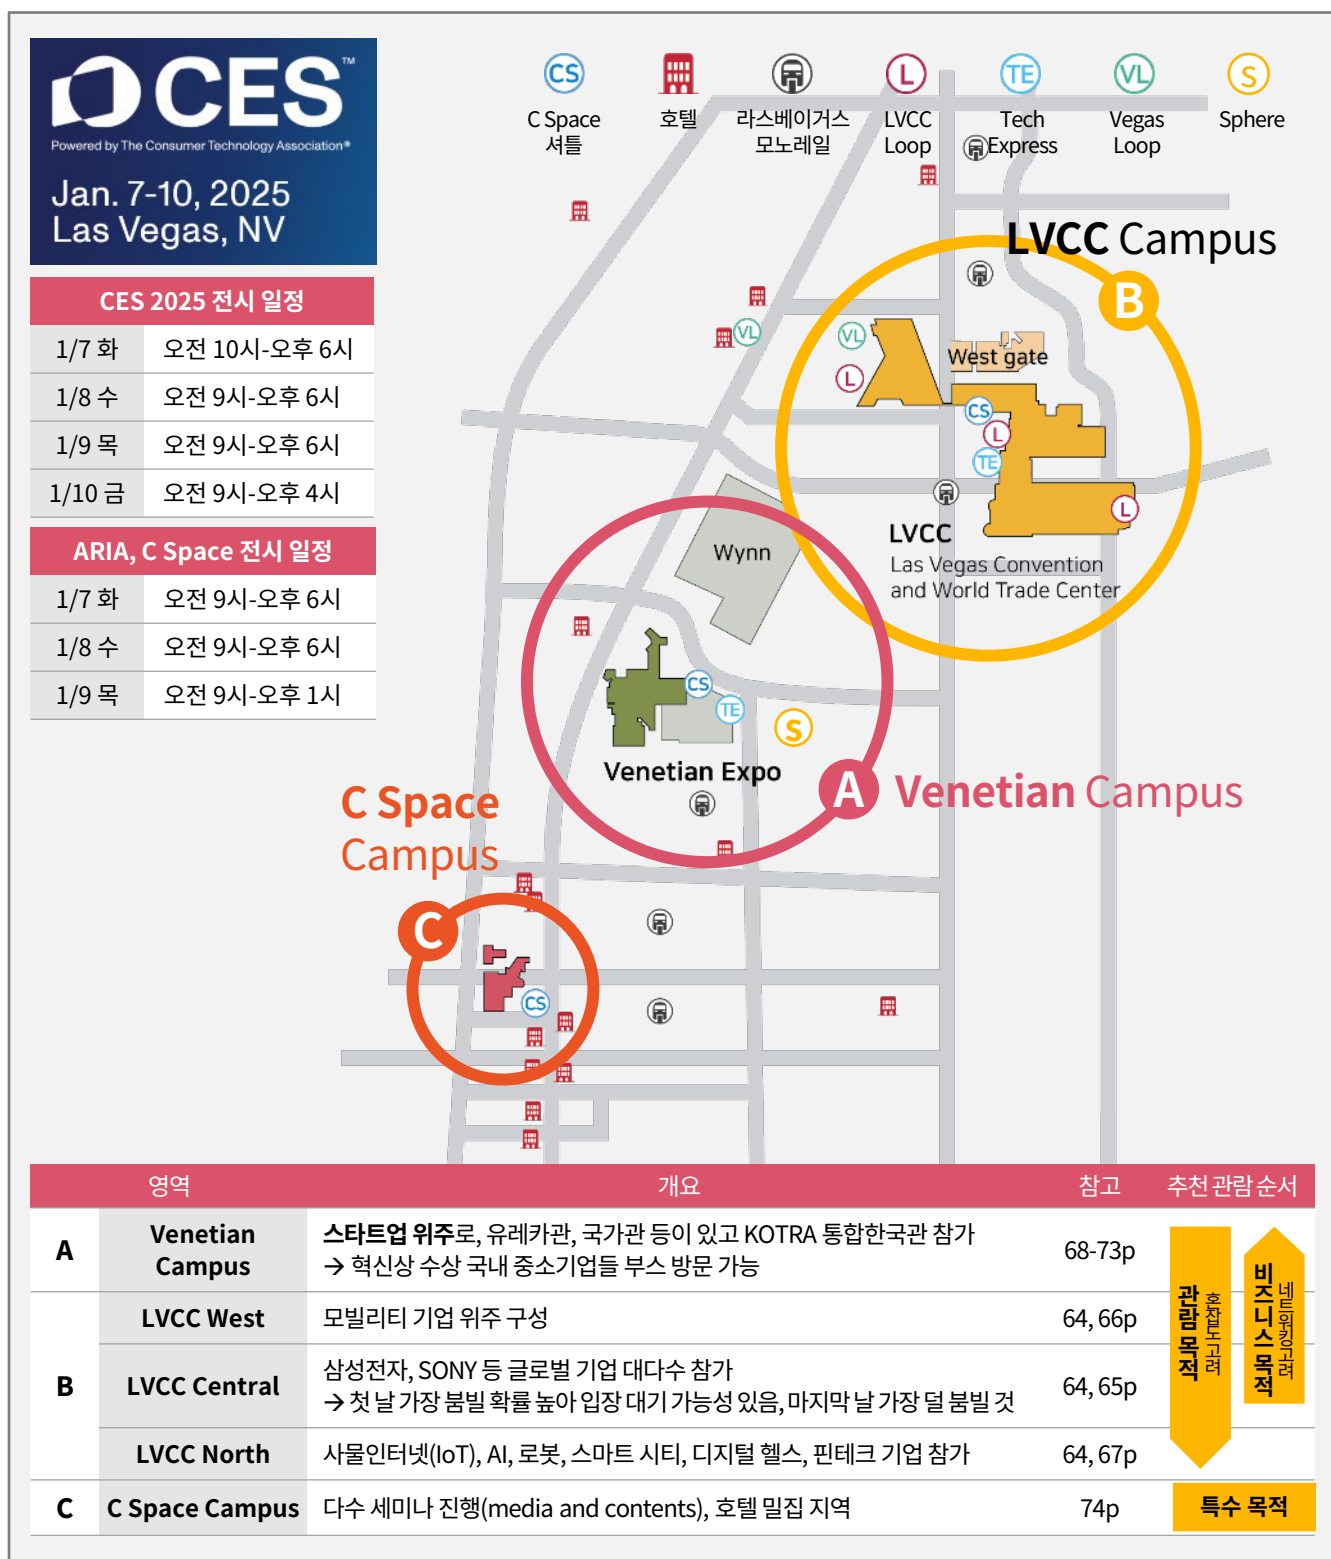 CES™
Powered by The Consumer Technology Association®
Jan. 7-10, 2025
Las Vegas, NV
CS
C Space
셔틀
호텔
라스베이거스
모노레일
L
LVCC
Loop
TE
Tech
Express
VL
Vegas
Loop
S
Sphere
CES 2025 전시 일정
1/7 화 오전 10시-오후 6시
1/8 수 오전 9시-오후 6시
1/9 목 오전 9시-오후 6시
1/10 금 오전 9시-오후 4시
ARIA, C Space 전시 일정
1/7 화 오전 9시-오후 6시
1/8 수 오전 9시-오후 6시
1/9 목 오전 9시-오후 1시
LVCC Campus
B
VL
VL
West gate
L
CS
L
TE
L
LVCC
Las Vegas Convention
and World Trade Center
Wynn
CS
TE
S
Venetian Expo
A
Venetian Campus
C Space
Campus
C
CS
영역 개요 참고 추천 관람 순서
A
Venetian
Campus
스타트업 위주로, 유레카관, 국가관 등이 있고 KOTRA 통합한국관 참가
→ 혁신상 수상 국내 중소기업들 부스 방문 가능
68-73p
B
LVCC West 모빌리티 기업 위주 구성 64, 66p
LVCC Central
삼성전자, SONY 등 글로벌 기업 대다수 참가
→ 첫 날 가장 붐빌 확률 높아 입장 대기 가능성 있음, 마지막 날 가장 덜 붐빌 것
64, 65p
LVCC North 사물인터넷(IoT), AI, 로봇, 스마트 시티, 디지털 헬스, 핀테크 기업 참가 64, 67p
관람 목적
혼잡도 고려
비즈니스 목적
네트워킹 고려
C C Space Campus 다수 세미나 진행(media and contents), 호텔 밀집 지역 74p 특수 목적